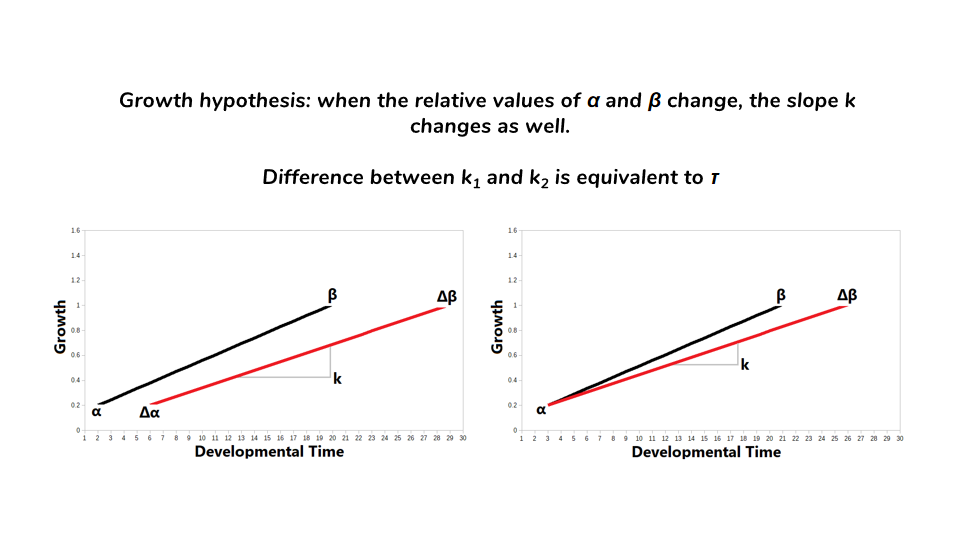 Growth hypothesis: when the relative values of α and β change, the slope k
changes as well.
Difference between k₁ and k₂ is equivalent to τ
1.6
1.4
1.2
1
0.8
0.6
0.4
0.2
0
Growth
β
Δβ
k
α
Δα
1 2 3 4 5 6 7 8 9 10 11 12 13 14 15 16 17 18 19 20 21 22 23 24 25 26 27 28 29 30
Developmental Time
1.6
1.4
1.2
1
0.8
0.6
0.4
0.2
0
Growth
β
Δβ
k
α
1 2 3 4 5 6 7 8 9 10 11 12 13 14 15 16 17 18 19 20 21 22 23 24 25 26 27 28 29 30
Developmental Time